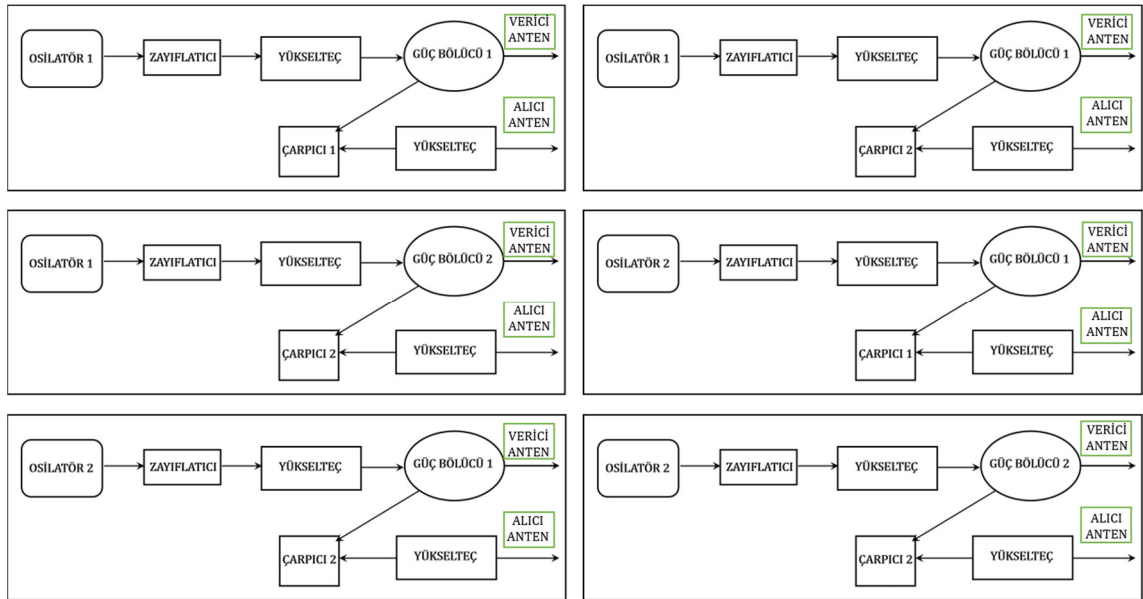 OSİLATÖR 1
ZAYIFLATICI
YÜKSELTEÇ
GÜÇ BÖLÜCÜ 1
VERİCİ
ANTEN
ALICI
ANTEN
ÇARPICI 1
YÜKSELTEÇ
OSİLATÖR 1
ZAYIFLATICI
YÜKSELTEÇ
GÜÇ BÖLÜCÜ 1
VERİCİ
ANTEN
ALICI
ANTEN
ÇARPICI 2
YÜKSELTEÇ
OSİLATÖR 1
ZAYIFLATICI
YÜKSELTEÇ
GÜÇ BÖLÜCÜ 2
VERİCİ
ANTEN
ALICI
ANTEN
ÇARPICI 2
YÜKSELTEÇ
OSİLATÖR 2
ZAYIFLATICI
YÜKSELTEÇ
GÜÇ BÖLÜCÜ 1
VERİCİ
ANTEN
ALICI
ANTEN
ÇARPICI 1
YÜKSELTEÇ
OSİLATÖR 2
ZAYIFLATICI
YÜKSELTEÇ
GÜÇ BÖLÜCÜ 1
VERİCİ
ANTEN
ALICI
ANTEN
ÇARPICI 2
YÜKSELTEÇ
OSİLATÖR 2
ZAYIFLATICI
YÜKSELTEÇ
GÜÇ BÖLÜCÜ 2
VERİCİ
ANTEN
ALICI
ANTEN
ÇARPICI 2
YÜKSELTEÇ